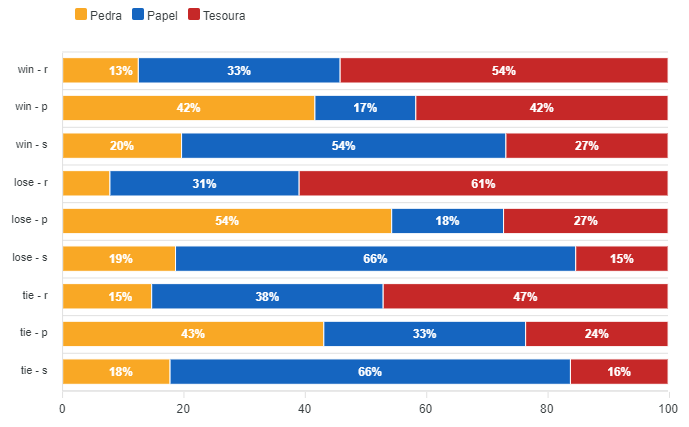 Pedra Papel Tesoura
win - r 13% 33% 54%
win - p 42% 17% 42%
win - s 20% 54% 27%
lose - r 31% 61%
lose - p 54% 18% 27%
lose - s 19% 66% 15%
tie - r 15% 38% 47%
tie - p 43% 33% 24%
tie - s 18% 66% 16%
0 20 40 60 80 100